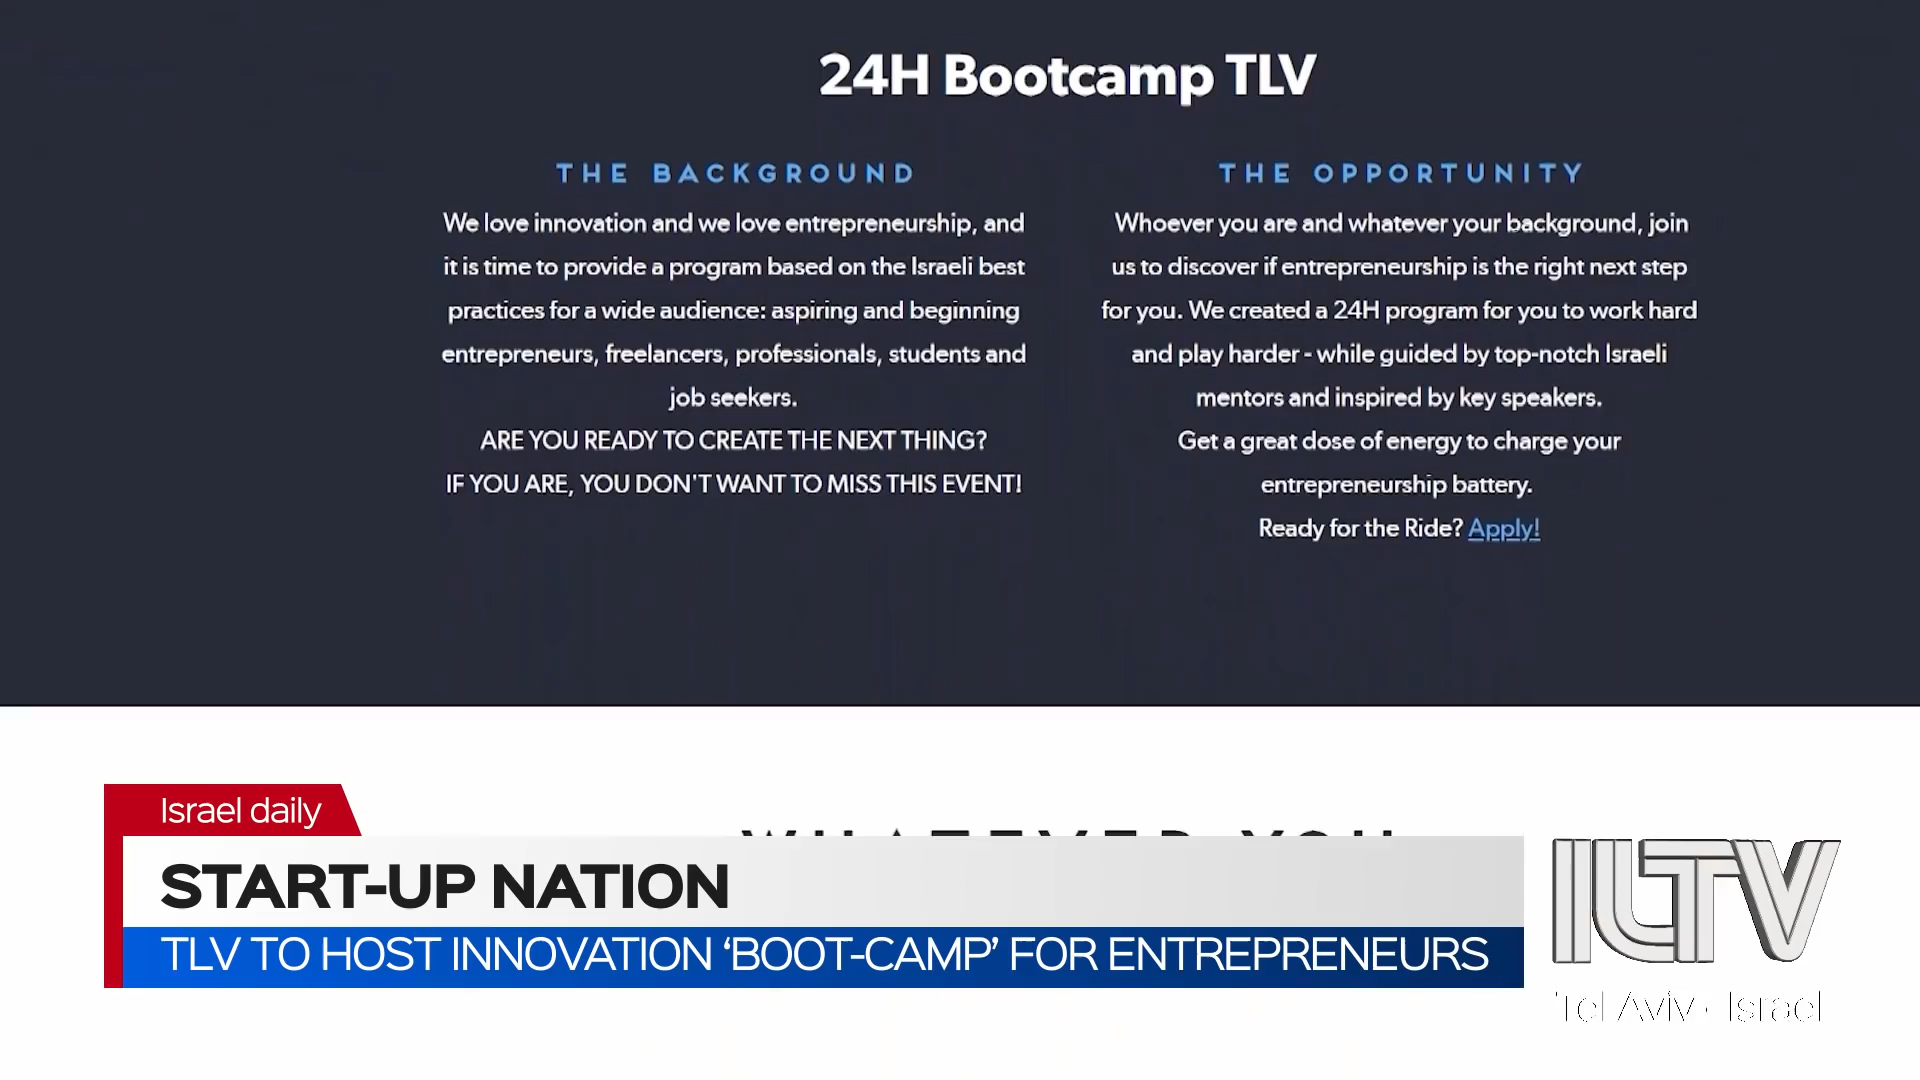 24H Bootcamp TLV
THE BACKGROUND
We love innovation and we love entrepreneurship, and
it is time to provide a program based on the Israeli best
practices for a wide audience: aspiring and beginning
entrepreneurs, freelancers, professionals, students and
job seekers.
ARE YOU READY TO CREATE THE NEXT THING?
IF YOU ARE, YOU DON'T WANT TO MISS THIS EVENT!
THE OPPORTUNITY
Whoever you are and whatever your background, join
us to discover if entrepreneurship is the right next step
for you. We created a 24H program for you to work hard
and play harder - while guided by top-notch Israeli
mentors and inspired by key speakers.
Get a great dose of energy to charge your
entrepreneurship battery.
Ready for the Ride? Apply!
WHATEVER YOU
Israel daily
START-UP NATION
TLV TO HOST INNOVATION ‘BOOT-CAMP’ FOR ENTREPRENEURS
ILTV
Tel Aviv · Israel